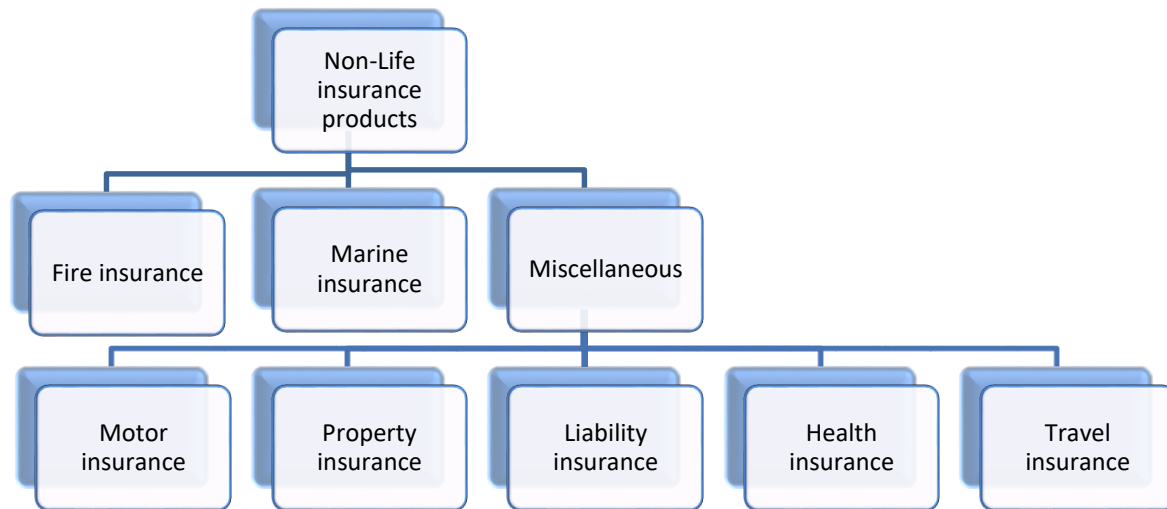 Non-Life
insurance
products
Fire insurance
Marine
insurance
Miscellaneous
Motor
insurance
Property
insurance
Liability
insurance
Health
insurance
Travel
insurance